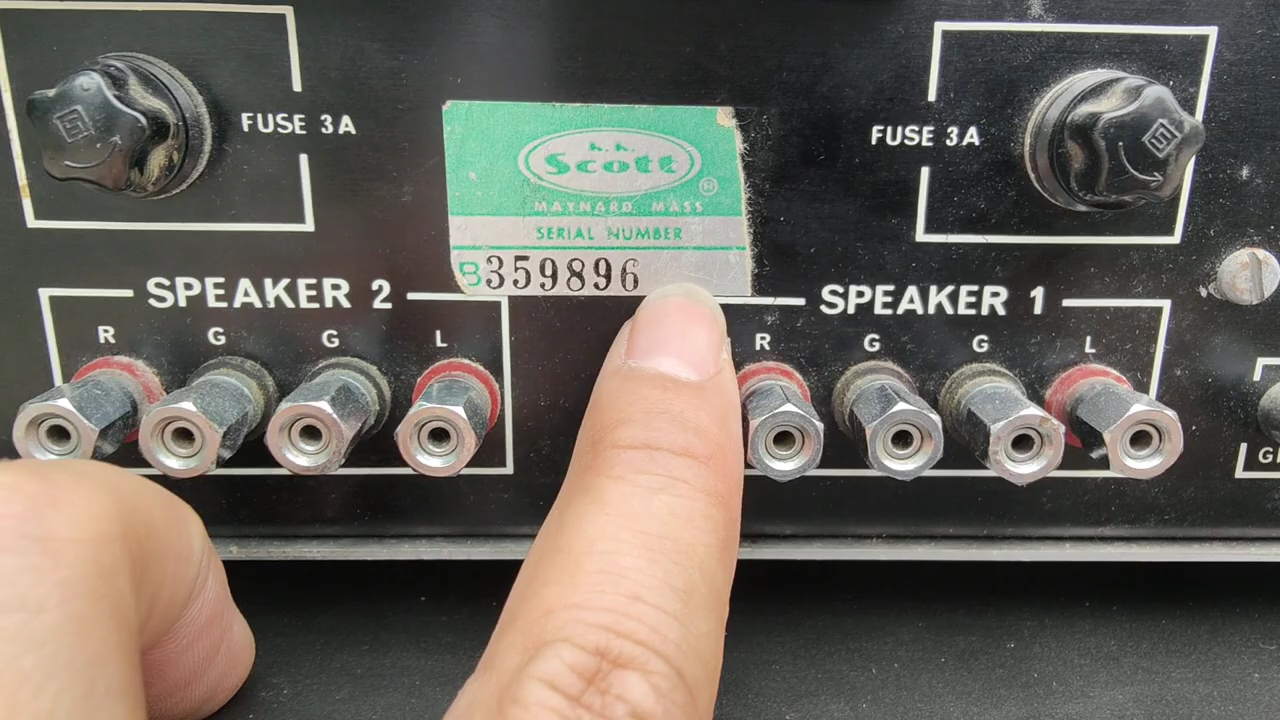 FUSE 3A
h.h.
Scott
®
MAYNARD MASS
SERIAL NUMBER
B359896
FUSE 3A
SPEAKER 2
R G G L
SPEAKER 1
R G G L